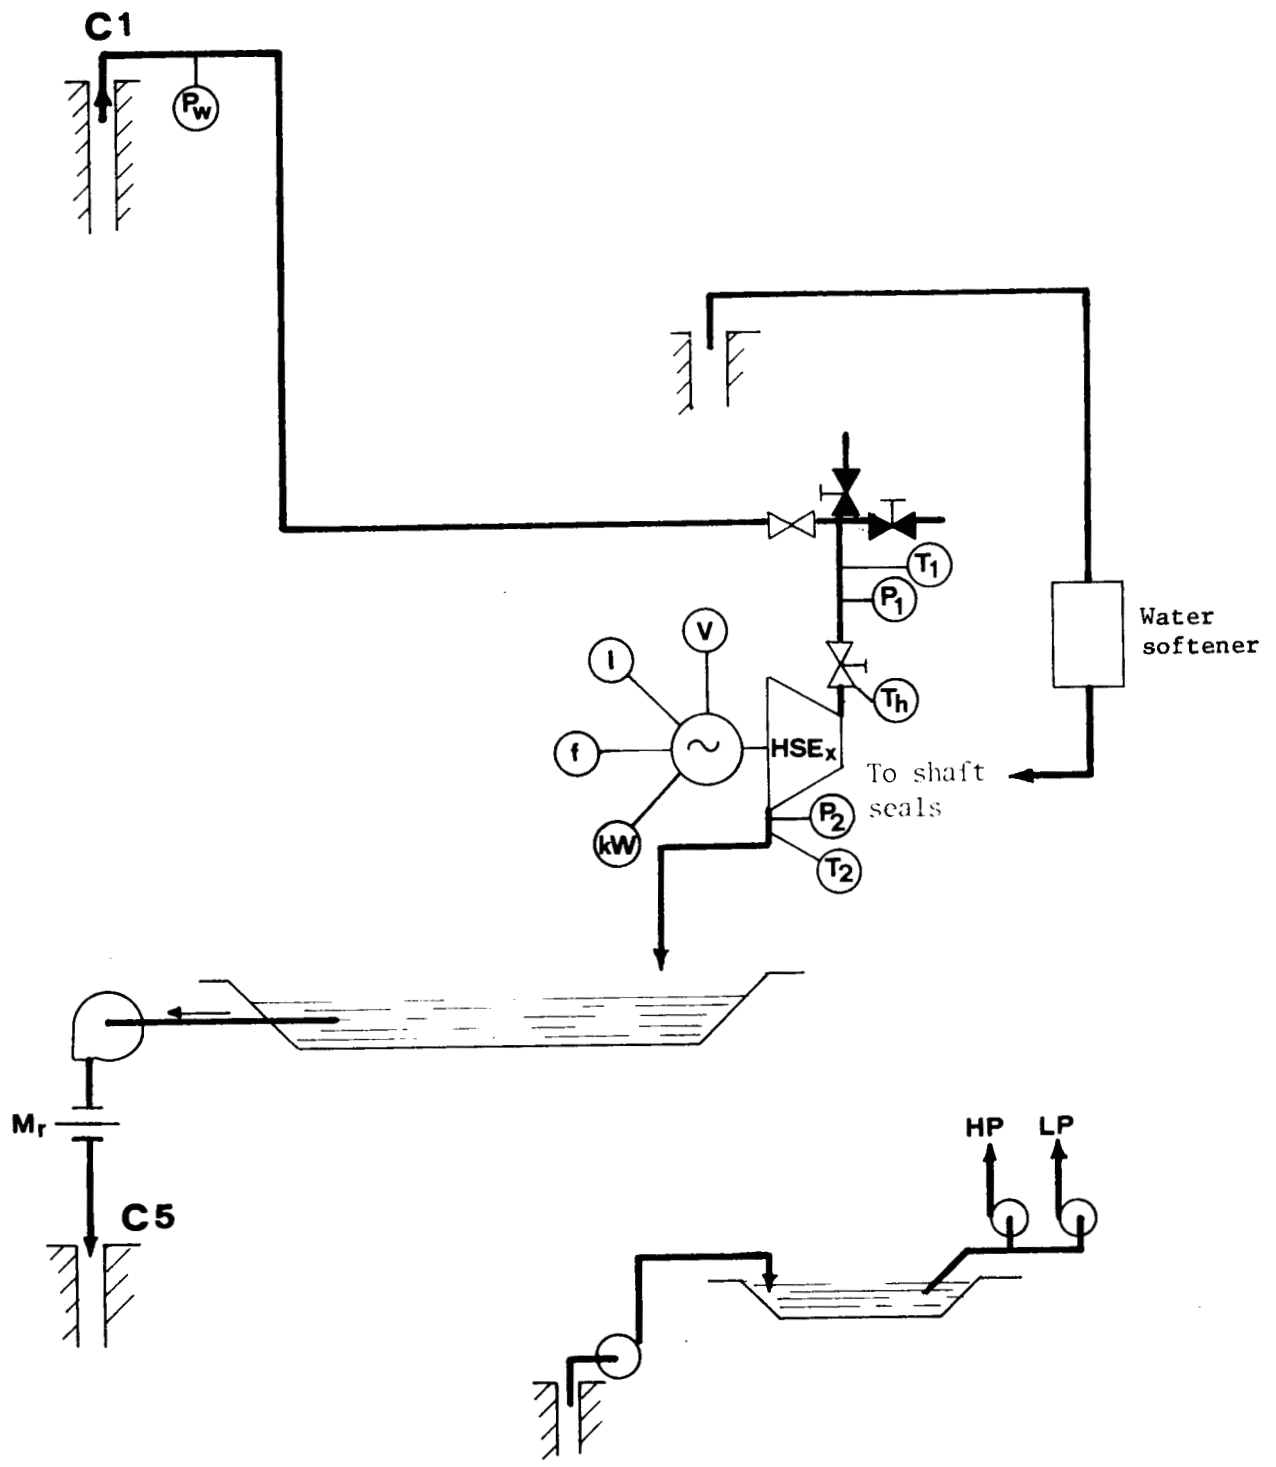 C1
Pw
T1
P1
Water
softener
V
I
Th
f
HSEx
To shaft
seals
P2
kW
T2
Mr
HP
LP
C5